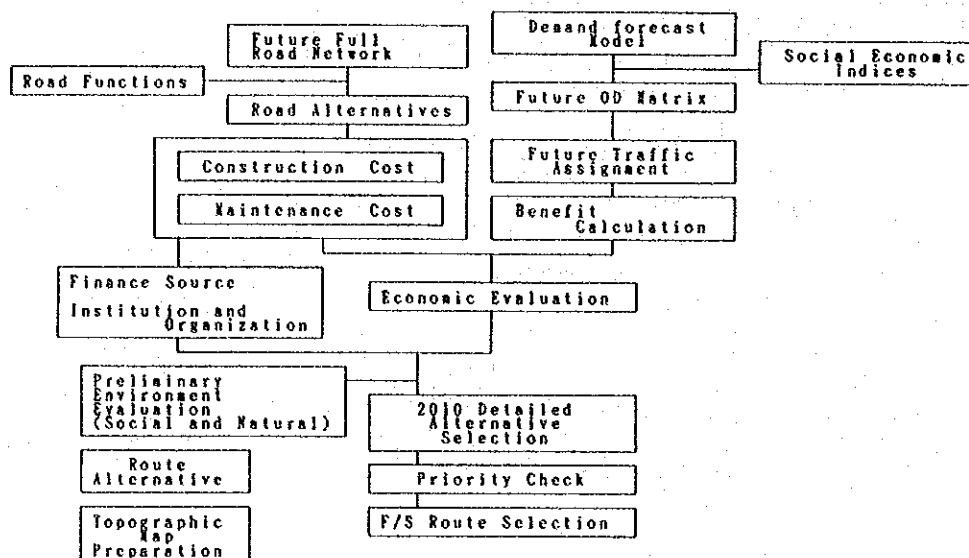 Future Full
Road Network
Demand forecast
Model
Social Economic
Indices
Road Functions
Road Alternatives
Future OD Matrix
Construction Cost
Future Traffic
Assignment
Maintenance Cost
Benefit
Calculation
Finance Source
Institution and
Organization
Economic Evaluation
Preliminary
Environment
Evaluation
(Social and Natural)
2010 Detailed
Alternative
Selection
Route
Alternative
Priority Check
Topographic
Map
Preparation
F/S Route Selection